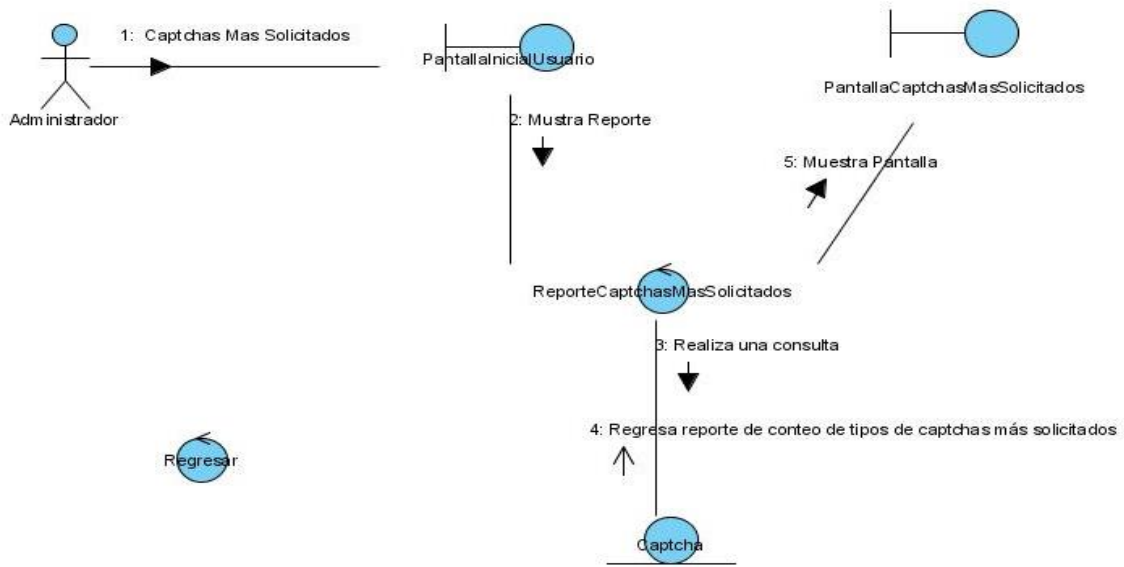 1: Captchas Mas Solicitados
PantallaInicialUsuario
PantallaCaptchasMasSolicitados
Administrador
2: Mustra Reporte
5: Muestra Pantalla
ReporteCaptchasMasSolicitados
3: Realiza una consulta
4: Regresa reporte de conteo de tipos de captchas más solicitados
Regresar
Captcha